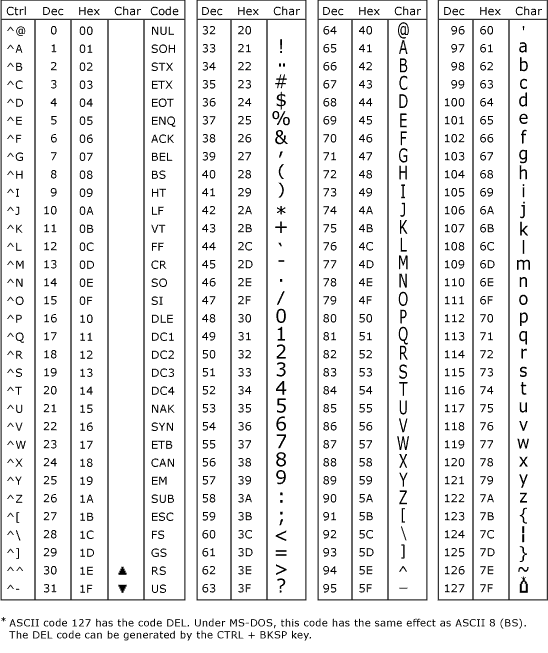 Ctrl Dec Hex Char Code Dec Hex Char Dec Hex Char Dec Hex Char
^@ 0 00 NUL 32 20 64 40 @ 96 60 '
^A 1 01 SOH 33 21 ! 65 41 A 97 61 a
^B 2 02 STX 34 22 " 66 42 B 98 62 b
^C 3 03 ETX 35 23 # 67 43 C 99 63 c
^D 4 04 EOT 36 24 $ 68 44 D 100 64 d
^E 5 05 ENQ 37 25 % 69 45 E 101 65 e
^F 6 06 ACK 38 26 & 70 46 F 102 66 f
^G 7 07 BEL 39 27 ′ 71 47 G 103 67 g
^H 8 08 BS 40 28 ( 72 48 H 104 68 h
^I 9 09 HT 41 29 ) 73 49 I 105 69 i
^J 10 0A LF 42 2A * 74 4A J 106 6A j
^K 11 0B VT 43 2B + 75 4B K 107 6B k
^L 12 0C FF 44 2C ` 76 4C L 108 6C l
^M 13 0D CR 45 2D - 77 4D M 109 6D m
^N 14 0E SO 46 2E . 78 4E N 110 6E n
^O 15 0F SI 47 2F / 79 4F O 111 6F o
^P 16 10 DLE 48 30 0 80 50 P 112 70 p
^Q 17 11 DC1 49 31 1 81 51 Q 113 71 q
^R 18 12 DC2 50 32 2 82 52 R 114 72 r
^S 19 13 DC3 51 33 3 83 53 S 115 73 s
^T 20 14 DC4 52 34 4 84 54 T 116 74 t
^U 21 15 NAK 53 35 5 85 55 U 117 75 u
^V 22 16 SYN 54 36 6 86 56 V 118 76 v
^W 23 17 ETB 55 37 7 87 57 W 119 77 w
^X 24 18 CAN 56 38 8 88 58 X 120 78 x
^Y 25 19 EM 57 39 9 89 59 Y 121 79 y
^Z 26 1A SUB 58 3A : 90 5A Z 122 7A z
^[ 27 1B ESC 59 3B ; 91 5B [ 123 7B {
^\ 28 1C FS 60 3C < 92 5C \ 124 7C ¦
^] 29 1D GS 61 3D = 93 5D ] 125 7D }
^^ 30 1E ▲ RS 62 3E > 94 5E ^ 126 7E ~
^- 31 1F ▼ US 63 3F ? 95 5F _ 127 7F ⌂*
* ASCII code 127 has the code DEL. Under MS-DOS, this code has the same effect as ASCII 8 (BS).
The DEL code can be generated by the CTRL + BKSP key.